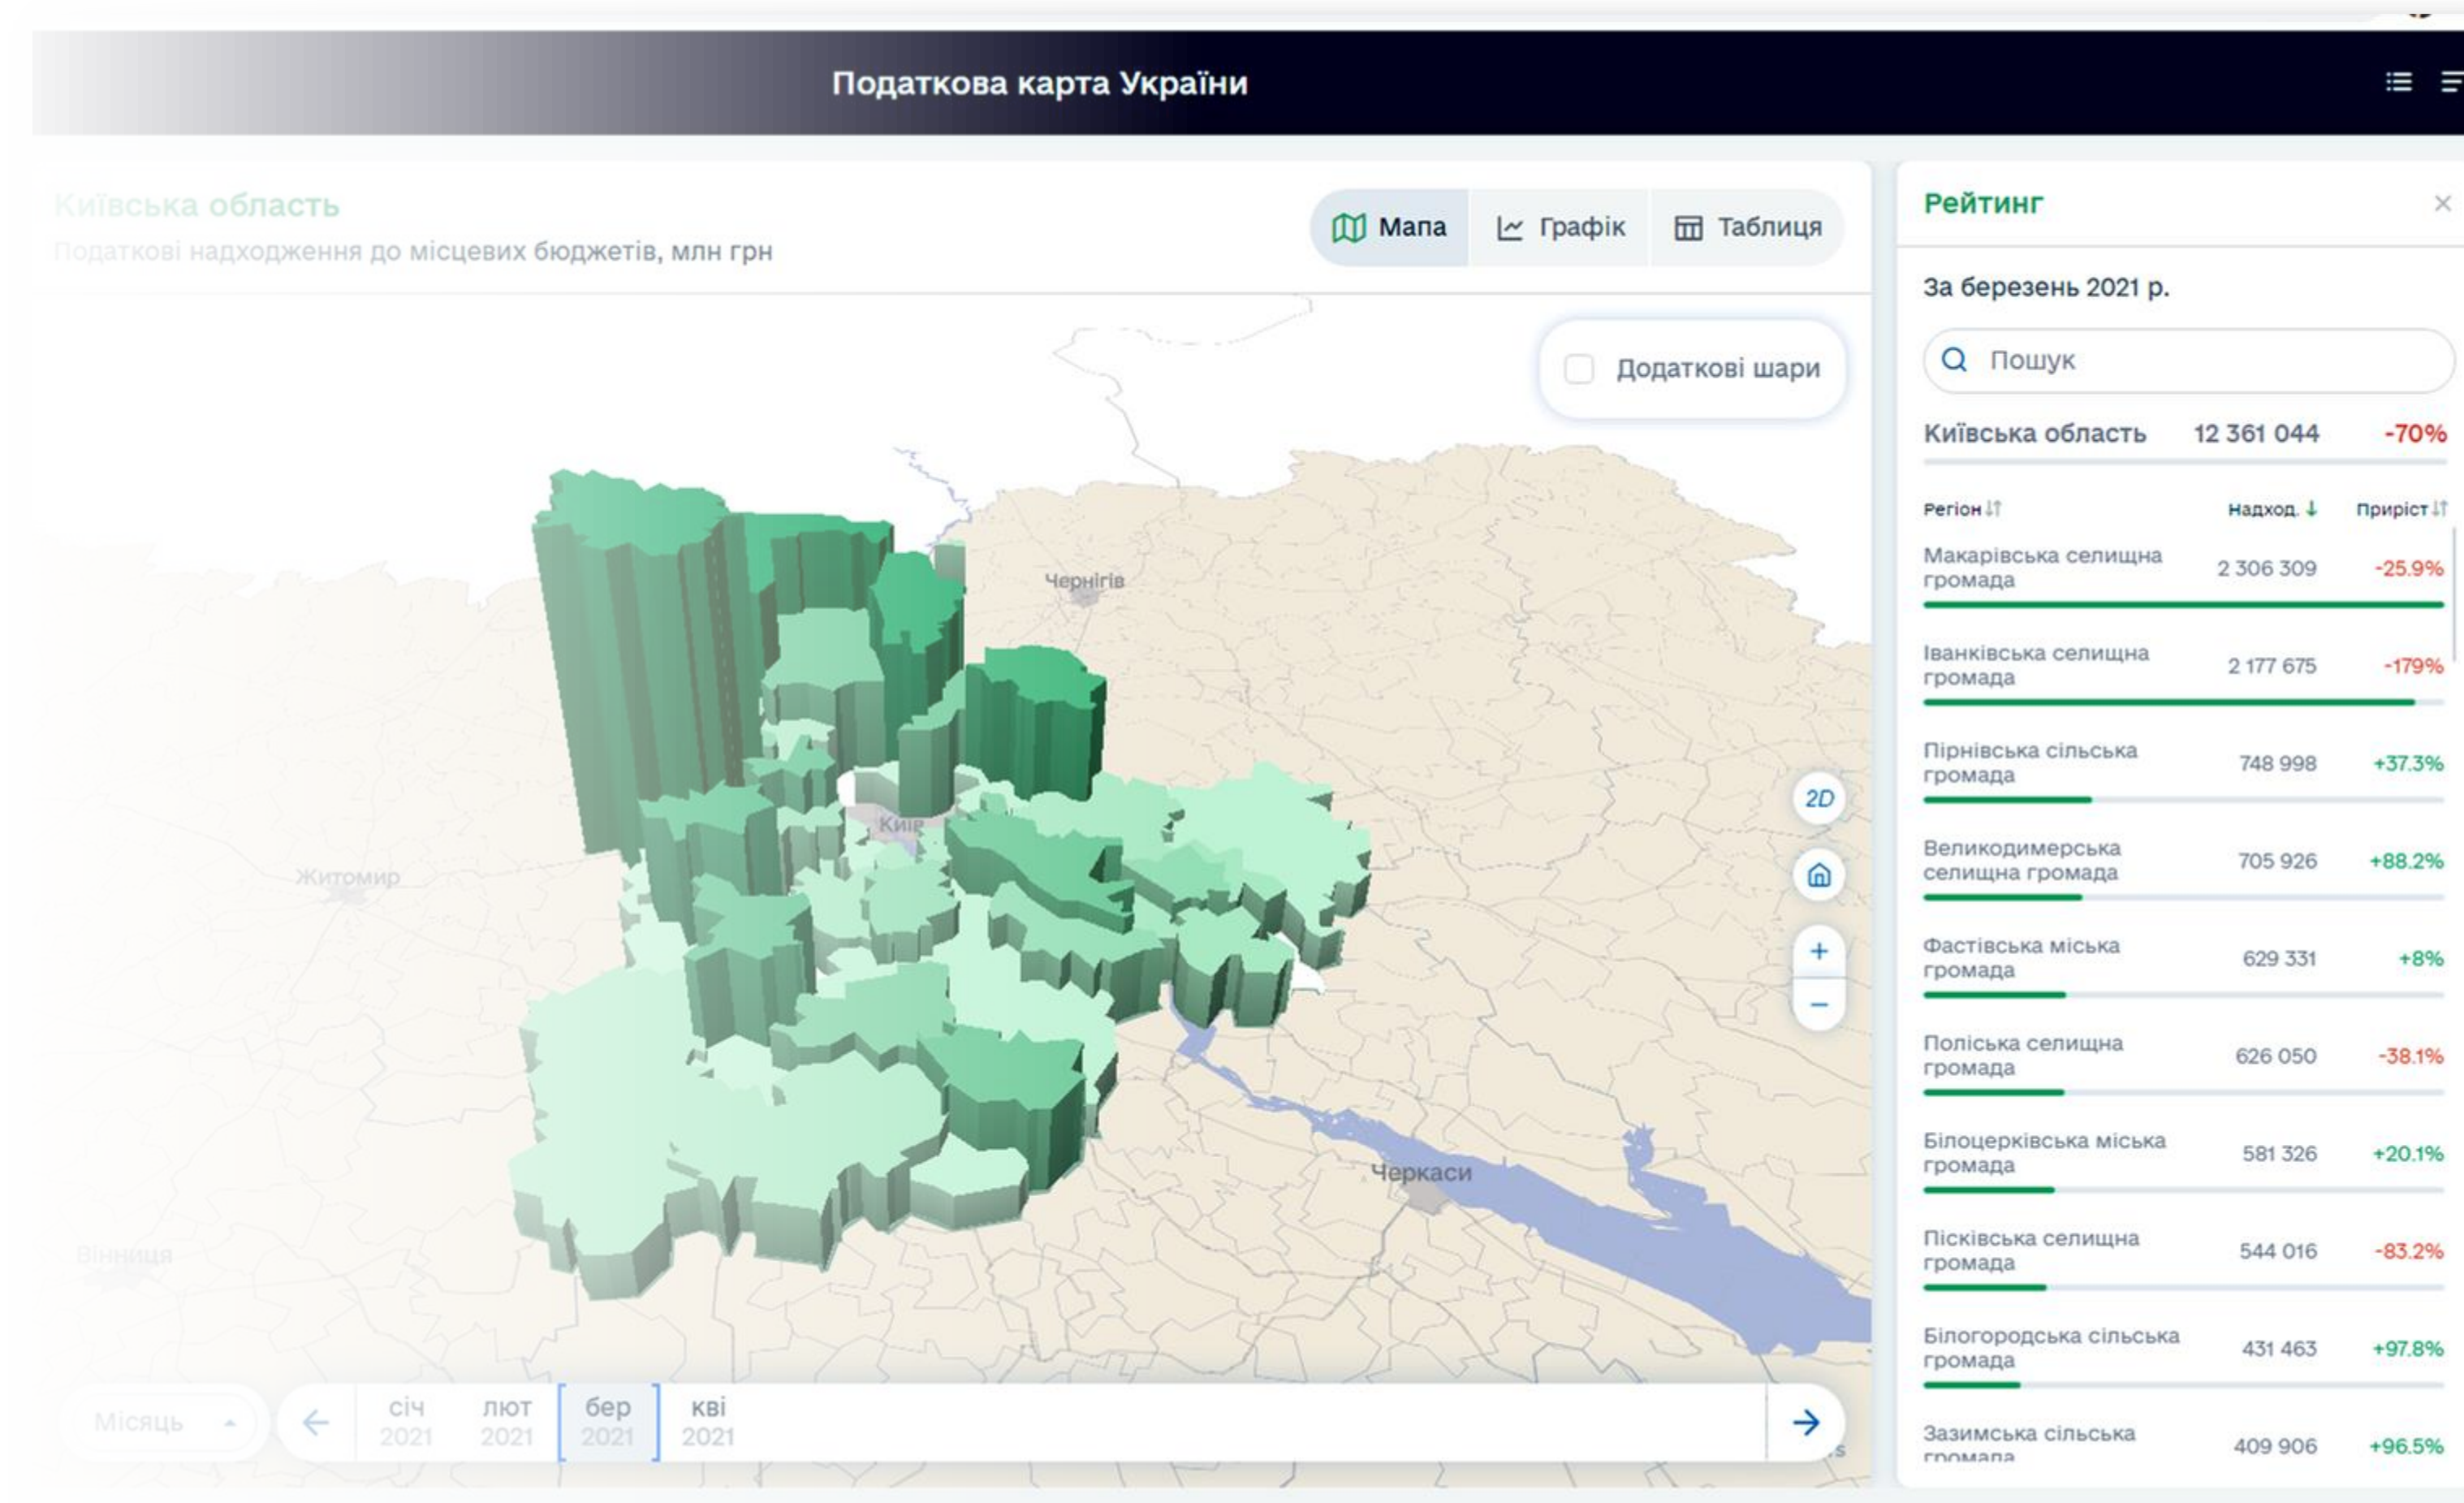 Податкова карта України
Київська область
Податкові надходження до місцевих бюджетів, млн грн
Мапа
Графік
Таблиця
Додаткові шари
Чернігів
Київ
Житомир
Вінниця
Черкаси
2D
+
−
Місяць
січ
2021
лют
2021
бер
2021
кві
2021
Рейтинг
За березень 2021 р.
Пошук
Київська область 12 361 044 -70%
Регіон Надход. Приріст
Макарівська селищна
громада 2 306 309 -25.9%
Іванківська селищна
громада 2 177 675 -179%
Пірнівська сільська
громада 748 998 +37.3%
Великодимерська
селищна громада 705 926 +88.2%
Фастівська міська
громада 629 331 +8%
Поліська селищна
громада 626 050 -38.1%
Білоцерківська міська
громада 581 326 +20.1%
Пісківська селищна
громада 544 016 -83.2%
Білогородська сільська
громада 431 463 +97.8%
Зазимська сільська
громада 409 906 +96.5%